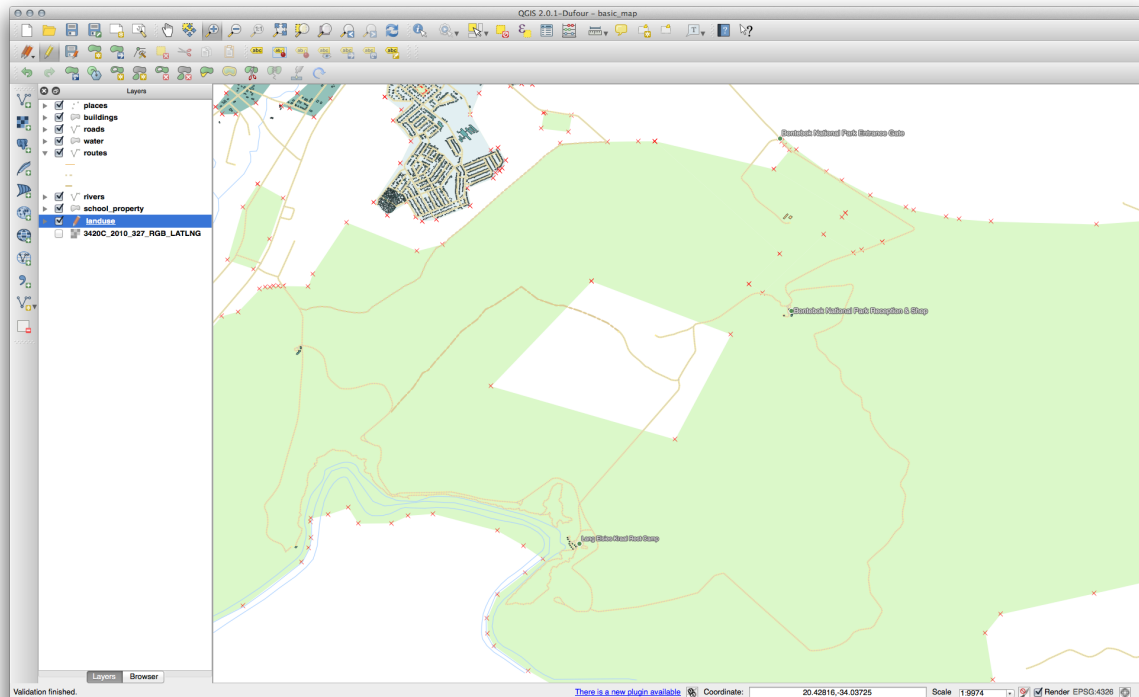 QGIS 2.0.1-Dufour – basic_map
Layers
places
buildings
roads
water
routes
rivers
school_property
landuse
3420C_2010_327_RGB_LATLNG
Bontebok National Park Entrance Gate
Bontebok National Park Reception & Shop
Lang Elsies Kraal Rest Camp
Layers
Browser
Validation finished.
There is a new plugin available
Coordinate:
20.42816,-34.03725
Scale
1:9974
Render
EPSG:4326